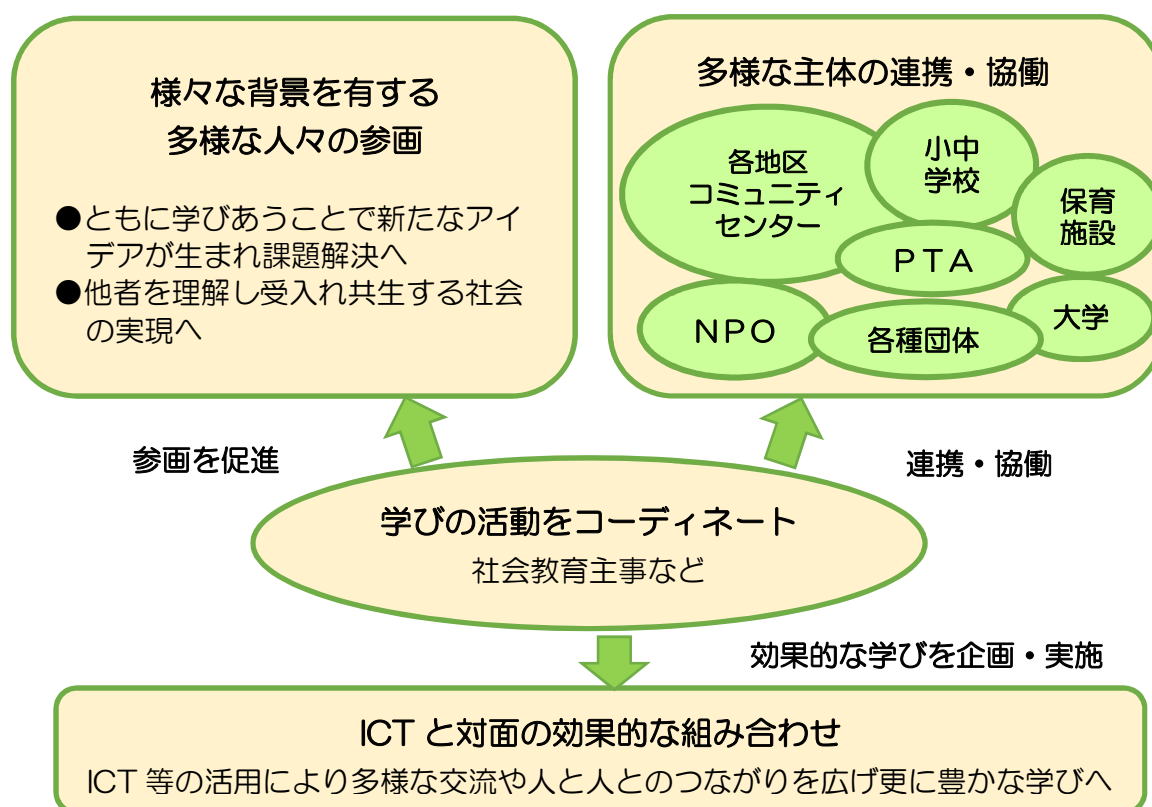 様々な背景を有する
多様な人々の参画
●ともに学びあうことで新たなアイ
デアが生まれ課題解決へ
●他者を理解し受入れ共生する社会
の実現へ
多様な主体の連携・協働
各地区
コミュニティ
センター
小中
学校
保育
施設
PTA
NPO
各種団体
大学
参画を促進
連携・協働
学びの活動をコーディネート
社会教育主事など
効果的な学びを企画・実施
ICT と対面の効果的な組み合わせ
ICT 等の活用により多様な交流や人と人とのつながりを広げ更に豊かな学びへ